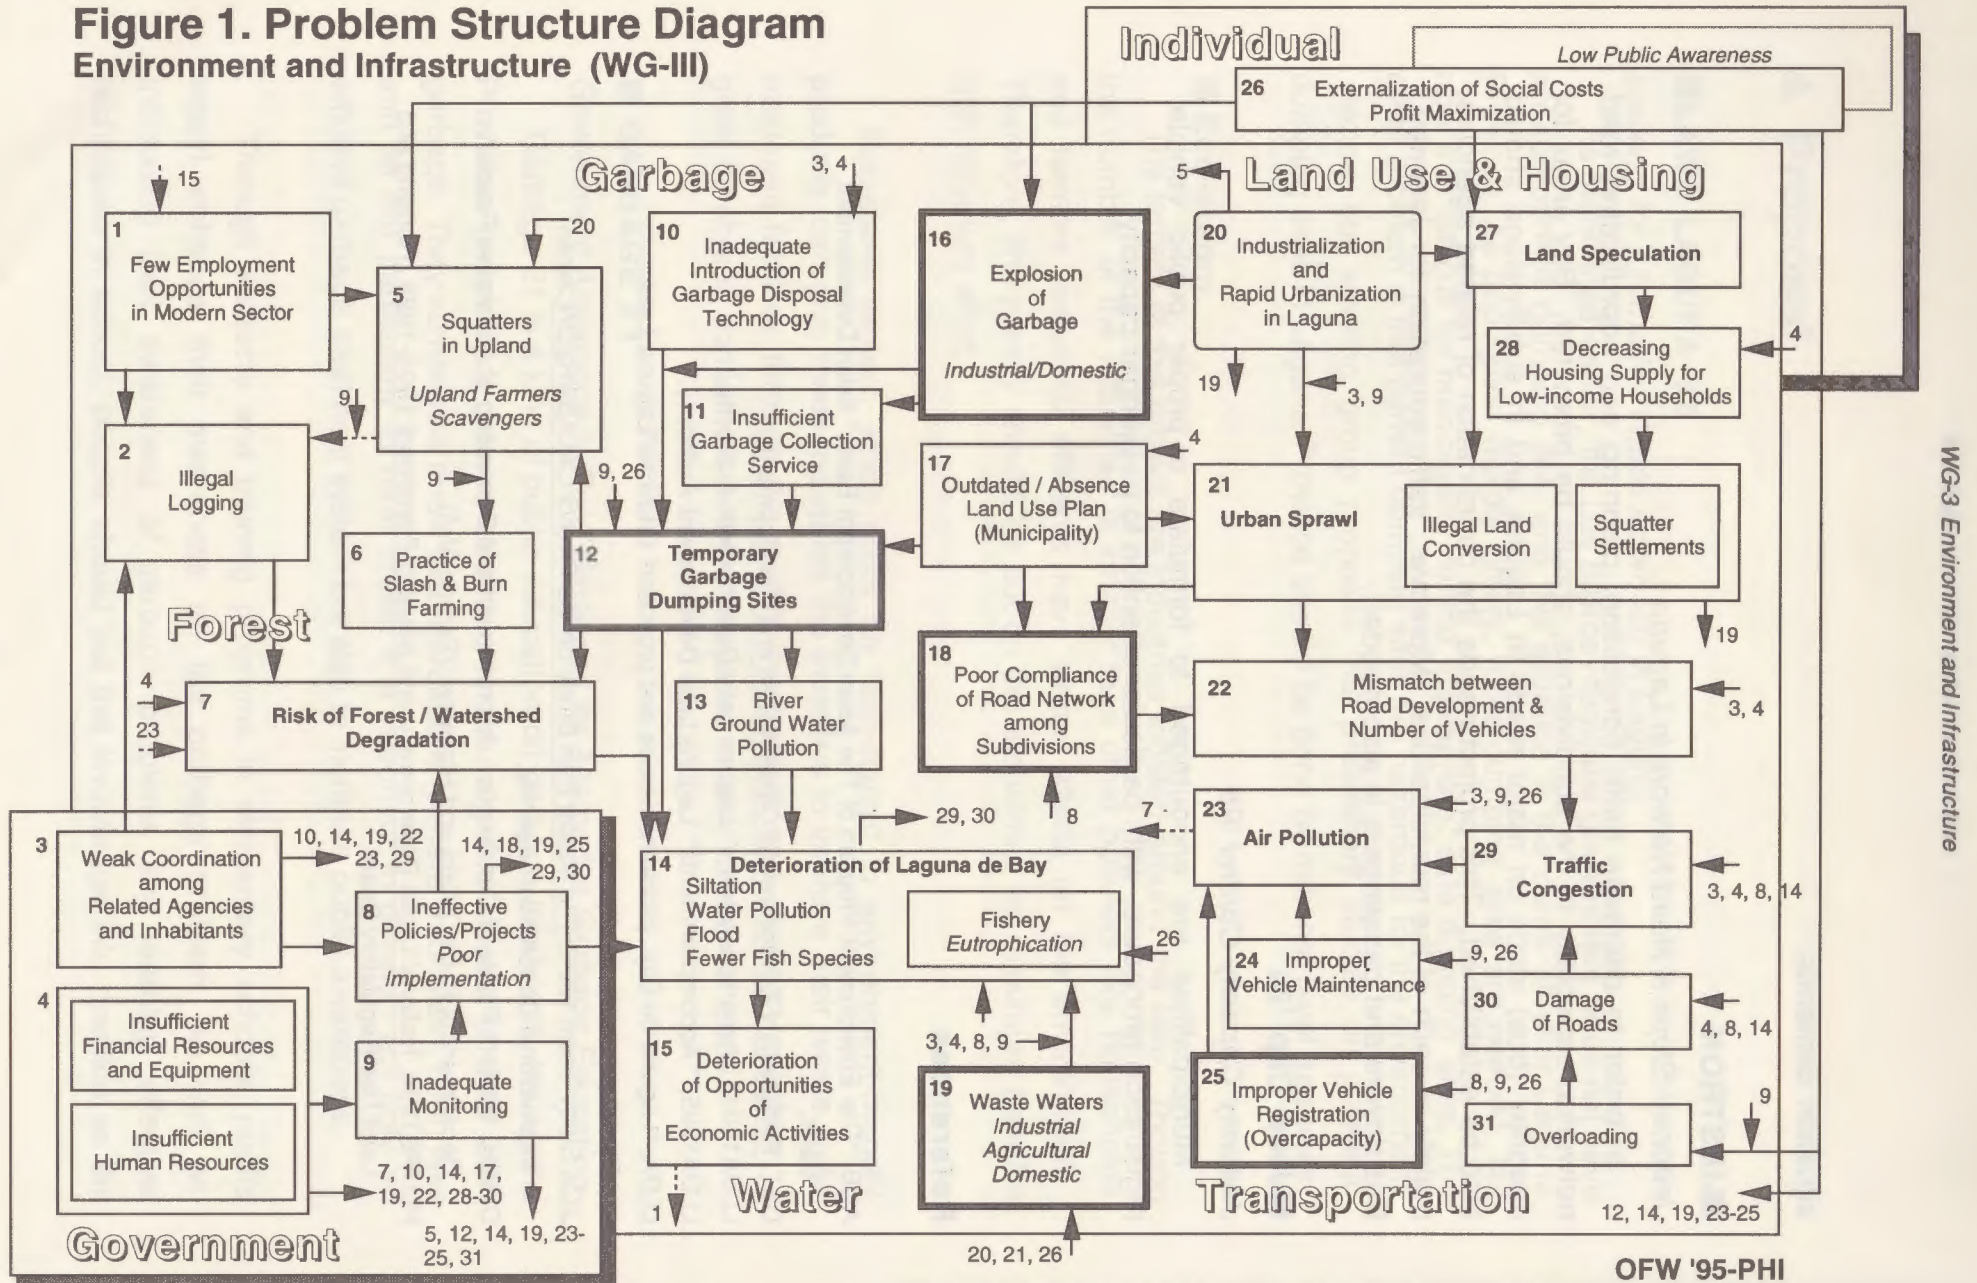 Figure 1. Problem Structure Diagram
Environment and Infrastructure (WG-III)
Individual
Low Public Awareness
26
Externalization of Social Costs
Profit Maximization
Garbage
Land Use & Housing
15
1
Few Employment
Opportunities
in Modern Sector
20
5
Squatters
in Upland
Upland Farmers
Scavengers
3, 4
10
Inadequate
Introduction of
Garbage Disposal
Technology
16
Explosion
of
Garbage
Industrial/Domestic
5
20
Industrialization
and
Rapid Urbanization
in Laguna
19
3, 9
27
Land Speculation
4
28
Decreasing
Housing Supply for
Low-income Households
9
2
Illegal
Logging
9
6
Practice of
Slash & Burn
Farming
9, 26
11
Insufficient
Garbage Collection
Service
12
Temporary
Garbage
Dumping Sites
4
17
Outdated / Absence
Land Use Plan
(Municipality)
21
Urban Sprawl
Illegal Land
Conversion
Squatter
Settlements
19
Forest
4
23
7
Risk of Forest / Watershed
Degradation
13
River
Ground Water
Pollution
18
Poor Compliance
of Road Network
among
Subdivisions
8
22
Mismatch between
Road Development &
Number of Vehicles
3, 4
3
Weak Coordination
among
Related Agencies
and Inhabitants
10, 14, 19, 22
23, 29
14, 18, 19, 25
29, 30
8
Ineffective
Policies/Projects
Poor
Implementation
4
Insufficient
Financial Resources
and Equipment
Insufficient
Human Resources
9
Inadequate
Monitoring
7, 10, 14, 17,
19, 22, 28-30
5, 12, 14, 19, 23-
25, 31
Government
29, 30
14
Deterioration of Laguna de Bay
Siltation
Water Pollution
Flood
Fewer Fish Species
Fishery
Eutrophication
26
15
Deterioration
of Opportunities
of
Economic Activities
1
Water
3, 4, 8, 9
19
Waste Waters
Industrial
Agricultural
Domestic
20, 21, 26
7
23
Air Pollution
3, 9, 26
29
Traffic
Congestion
3, 4, 8, 14
24
Improper
Vehicle Maintenance
9, 26
30
Damage
of Roads
4, 8, 14
25
Improper Vehicle
Registration
(Overcapacity)
8, 9, 26
31
Overloading
9
12, 14, 19, 23-25
Transportation
OFW '95-PHI
WG-3 Environment and Infrastructure